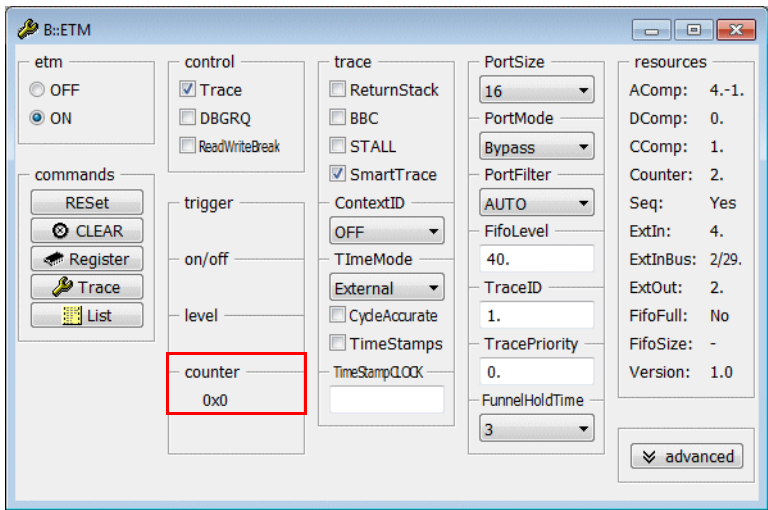 B::ETM
etm
OFF
ON
commands
RESet
CLEAR
Register
Trace
List
control
Trace
DBGRQ
ReadWriteBreak
trigger
on/off
level
counter
0x0
trace
ReturnStack
BBC
STALL
SmartTrace
ContextID
OFF
TImeMode
External
CycleAccurate
TimeStamps
TimeStampCLOCK
PortSize
16
PortMode
Bypass
PortFilter
AUTO
FifoLevel
40.
TraceID
1.
TracePriority
0.
FunnelHoldTime
3
resources
AComp: 4.-1.
DComp: 0.
CComp: 1.
Counter: 2.
Seq: Yes
ExtIn: 4.
ExtInBus: 2/29.
ExtOut: 2.
FifoFull: No
FifoSize: -
Version: 1.0
advanced